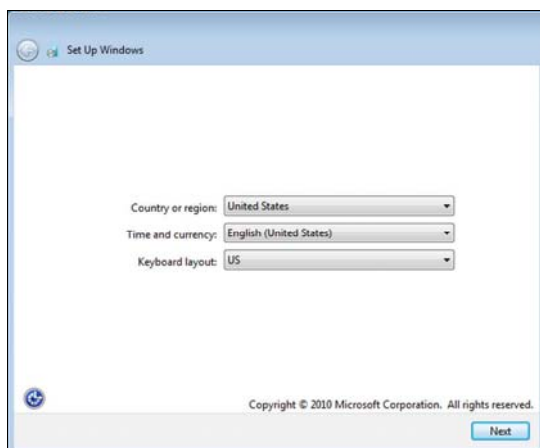 Set Up Windows
Country or region: United States
Time and currency: English (United States)
Keyboard layout: US
Copyright © 2010 Microsoft Corporation. All rights reserved.
Next